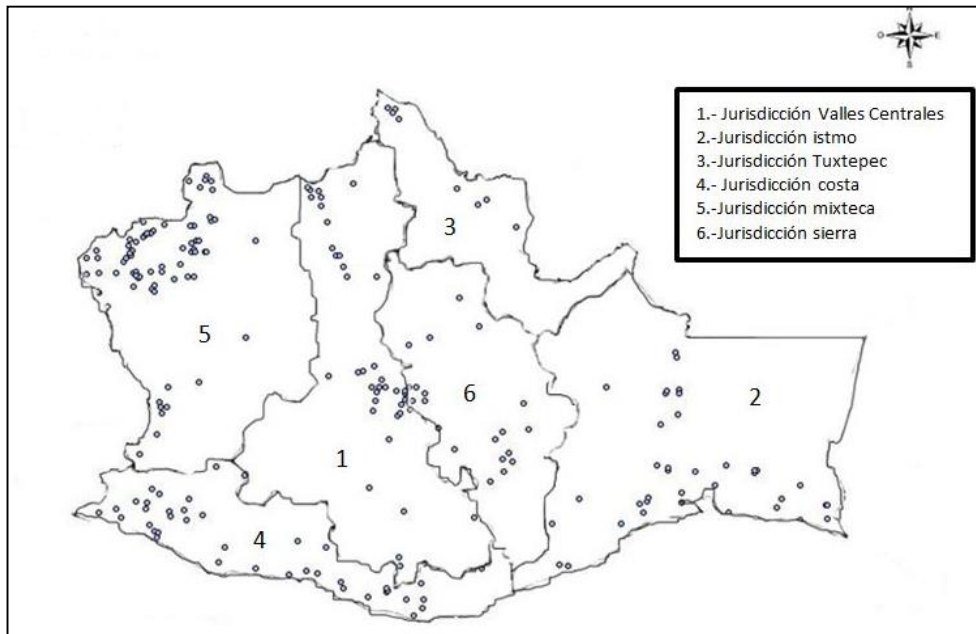 O
E
S
1.- Jurisdicción Valles Centrales
2.-Jurisdicción istmo
3.-Jurisdicción Tuxtepec
4.- Jurisdicción costa
5.-Jurisdicción mixteca
6.-Jurisdicción sierra
3
5
6
2
1
4